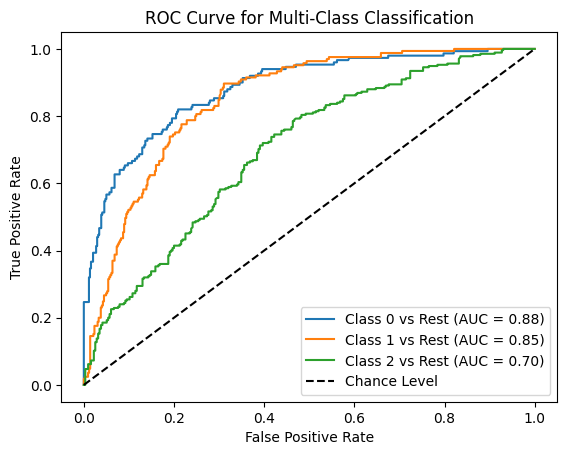 ROC Curve for Multi-Class Classification
True Positive Rate
1.0
0.8
0.6
0.4
0.2
0.0
Class 0 vs Rest (AUC = 0.88)
Class 1 vs Rest (AUC = 0.85)
Class 2 vs Rest (AUC = 0.70)
Chance Level
0.0 0.2 0.4 0.6 0.8 1.0
False Positive Rate